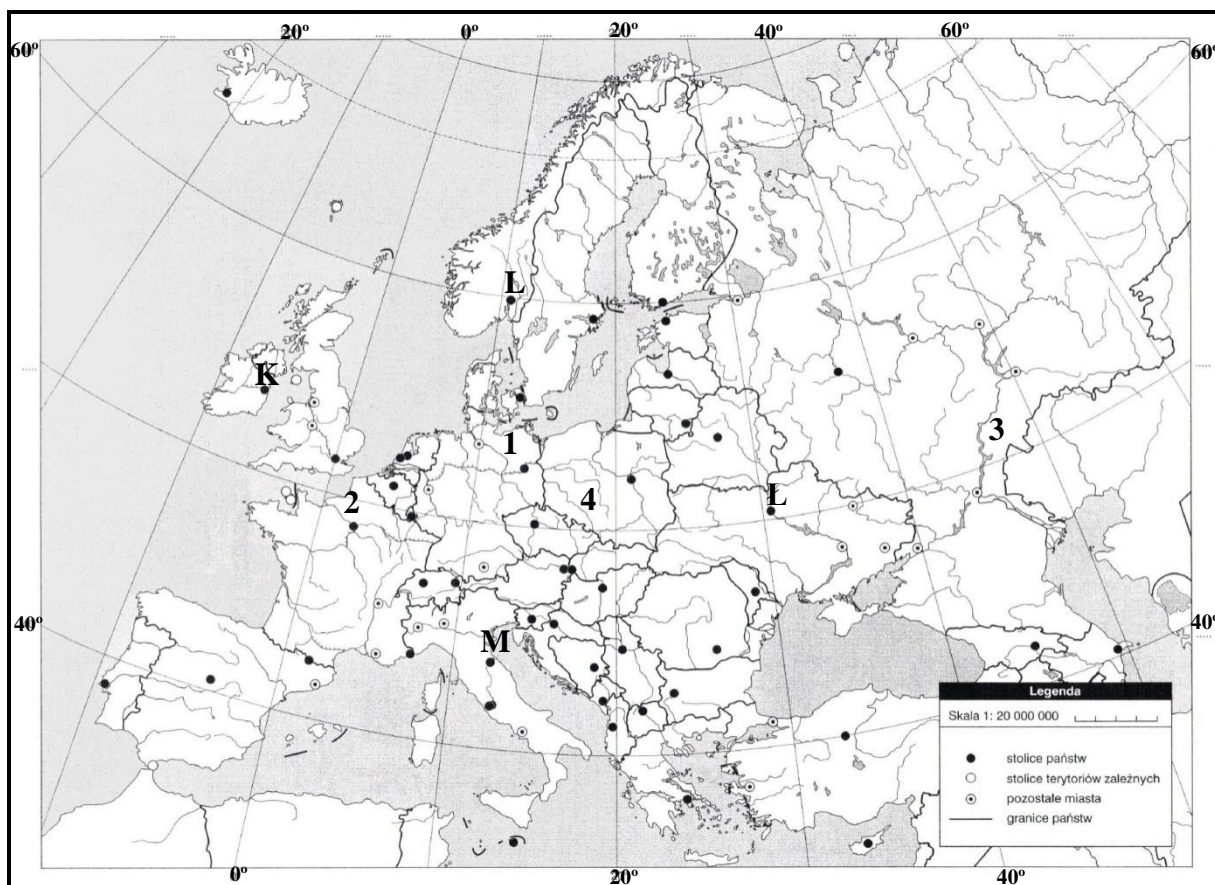 20º 0º 20º 40º 60º
60º 60º
L
K
1
3
2 4 Ł
M
40º 40º
Legenda
Skala 1: 20 000 000
stolice państw
stolice terytoriów zależnych
pozostałe miasta
granice państw
0º 20º 40º